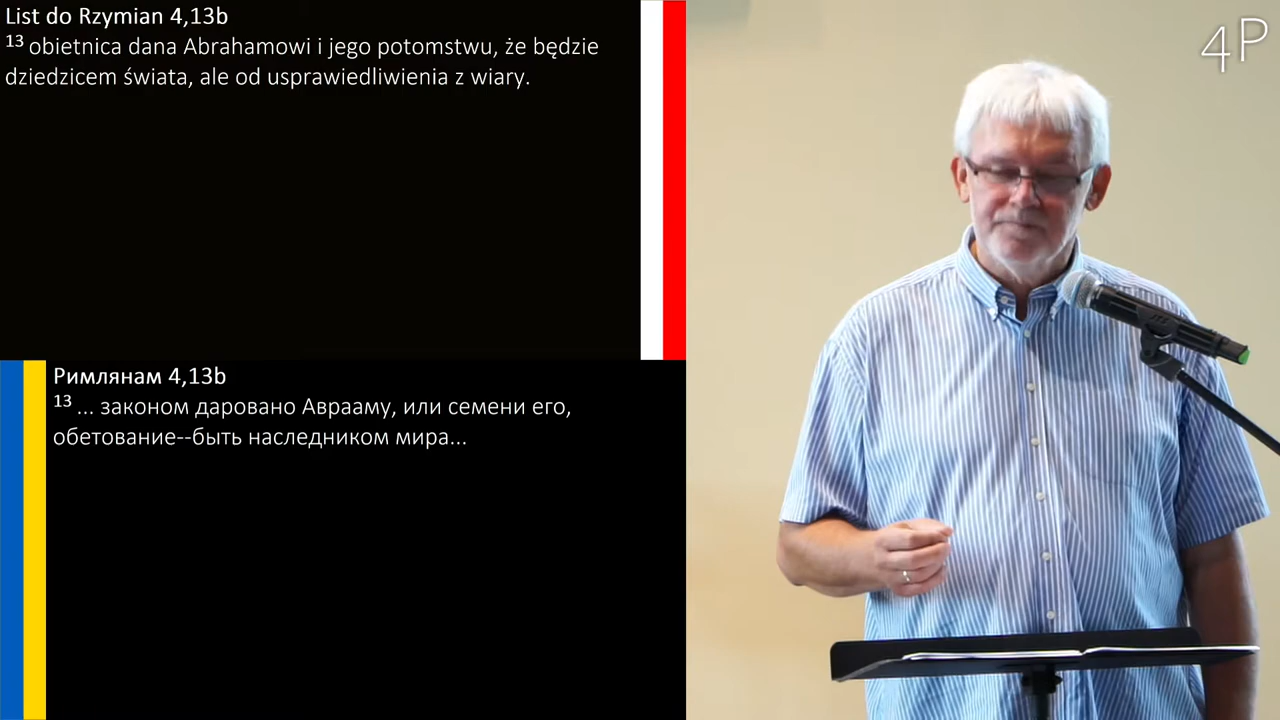 List do Rzymian 4,13b
13 obietnica dana Abrahamowi i jego potomstwu, że będzie
dziedzicem świata, ale od usprawiedliwienia z wiary.
4P
Римлянам 4,13b
13 ... законом даровано Аврааму, или семени его,
обетование--быть наследником мира...